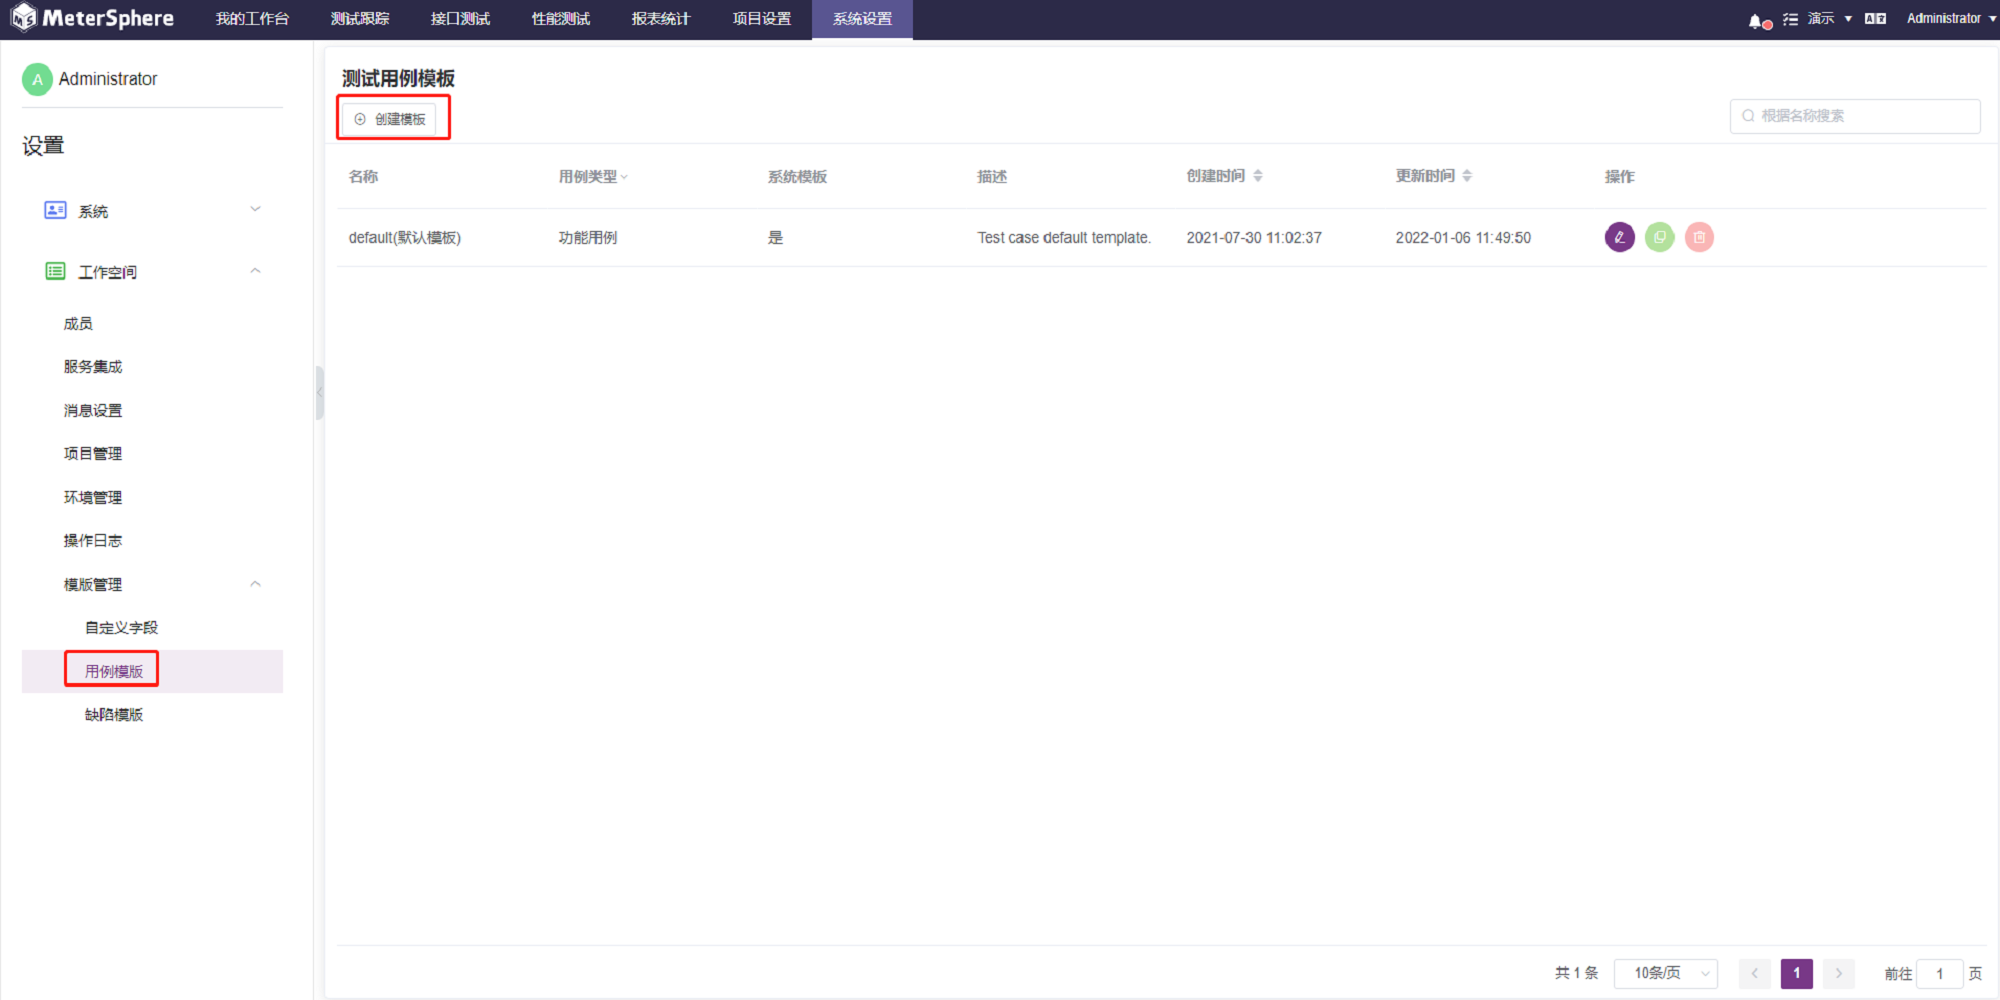 MeterSphere 我的工作台 测试跟踪 接口测试 性能测试 报表统计 项目设置 系统设置 演示 Administrator
A Administrator
设置
系统
工作空间
成员
服务集成
消息设置
项目管理
环境管理
操作日志
模版管理
自定义字段
用例模版
缺陷模版
测试用例模板
创建模板
根据名称搜索
名称 用例类型 系统模板 描述 创建时间 更新时间 操作
default(默认模板) 功能用例 是 Test case default template. 2021-07-30 11:02:37 2022-01-06 11:49:50
共 1 条 10条/页 1 前往 1 页